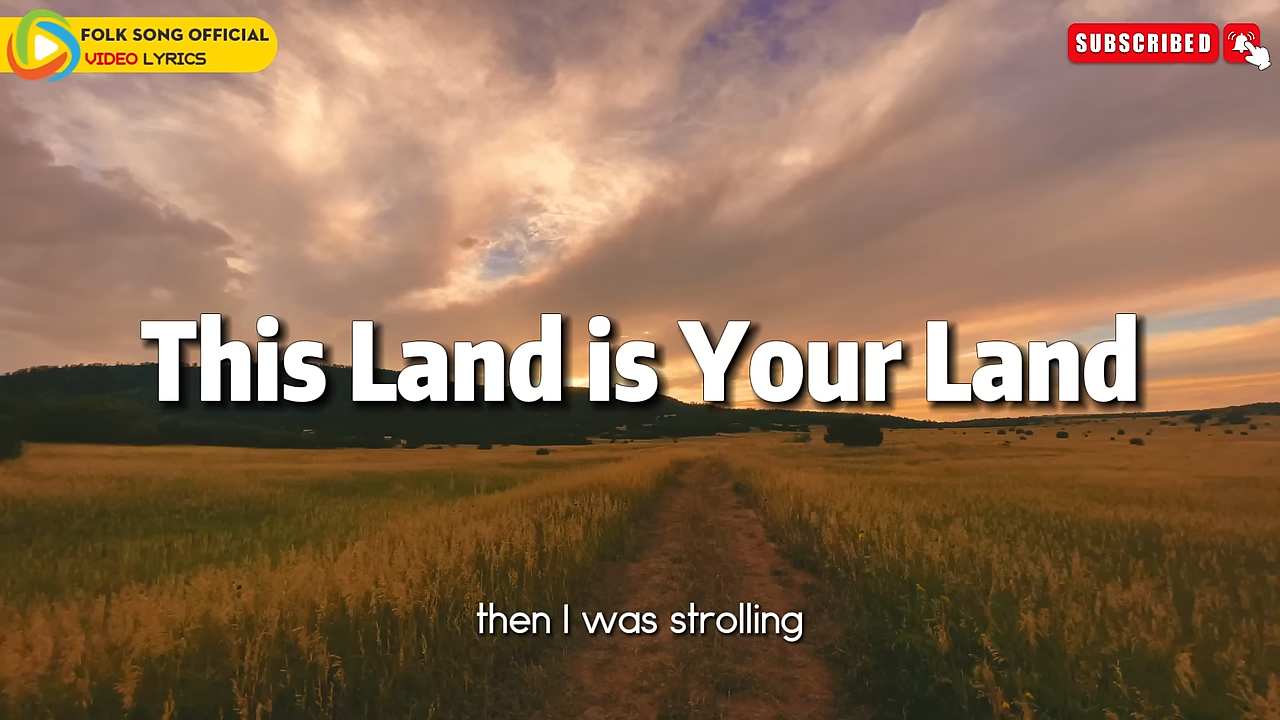 FOLK SONG OFFICIAL
VIDEO LYRICS
SUBSCRIBED
This Land is Your Land
then I was strolling